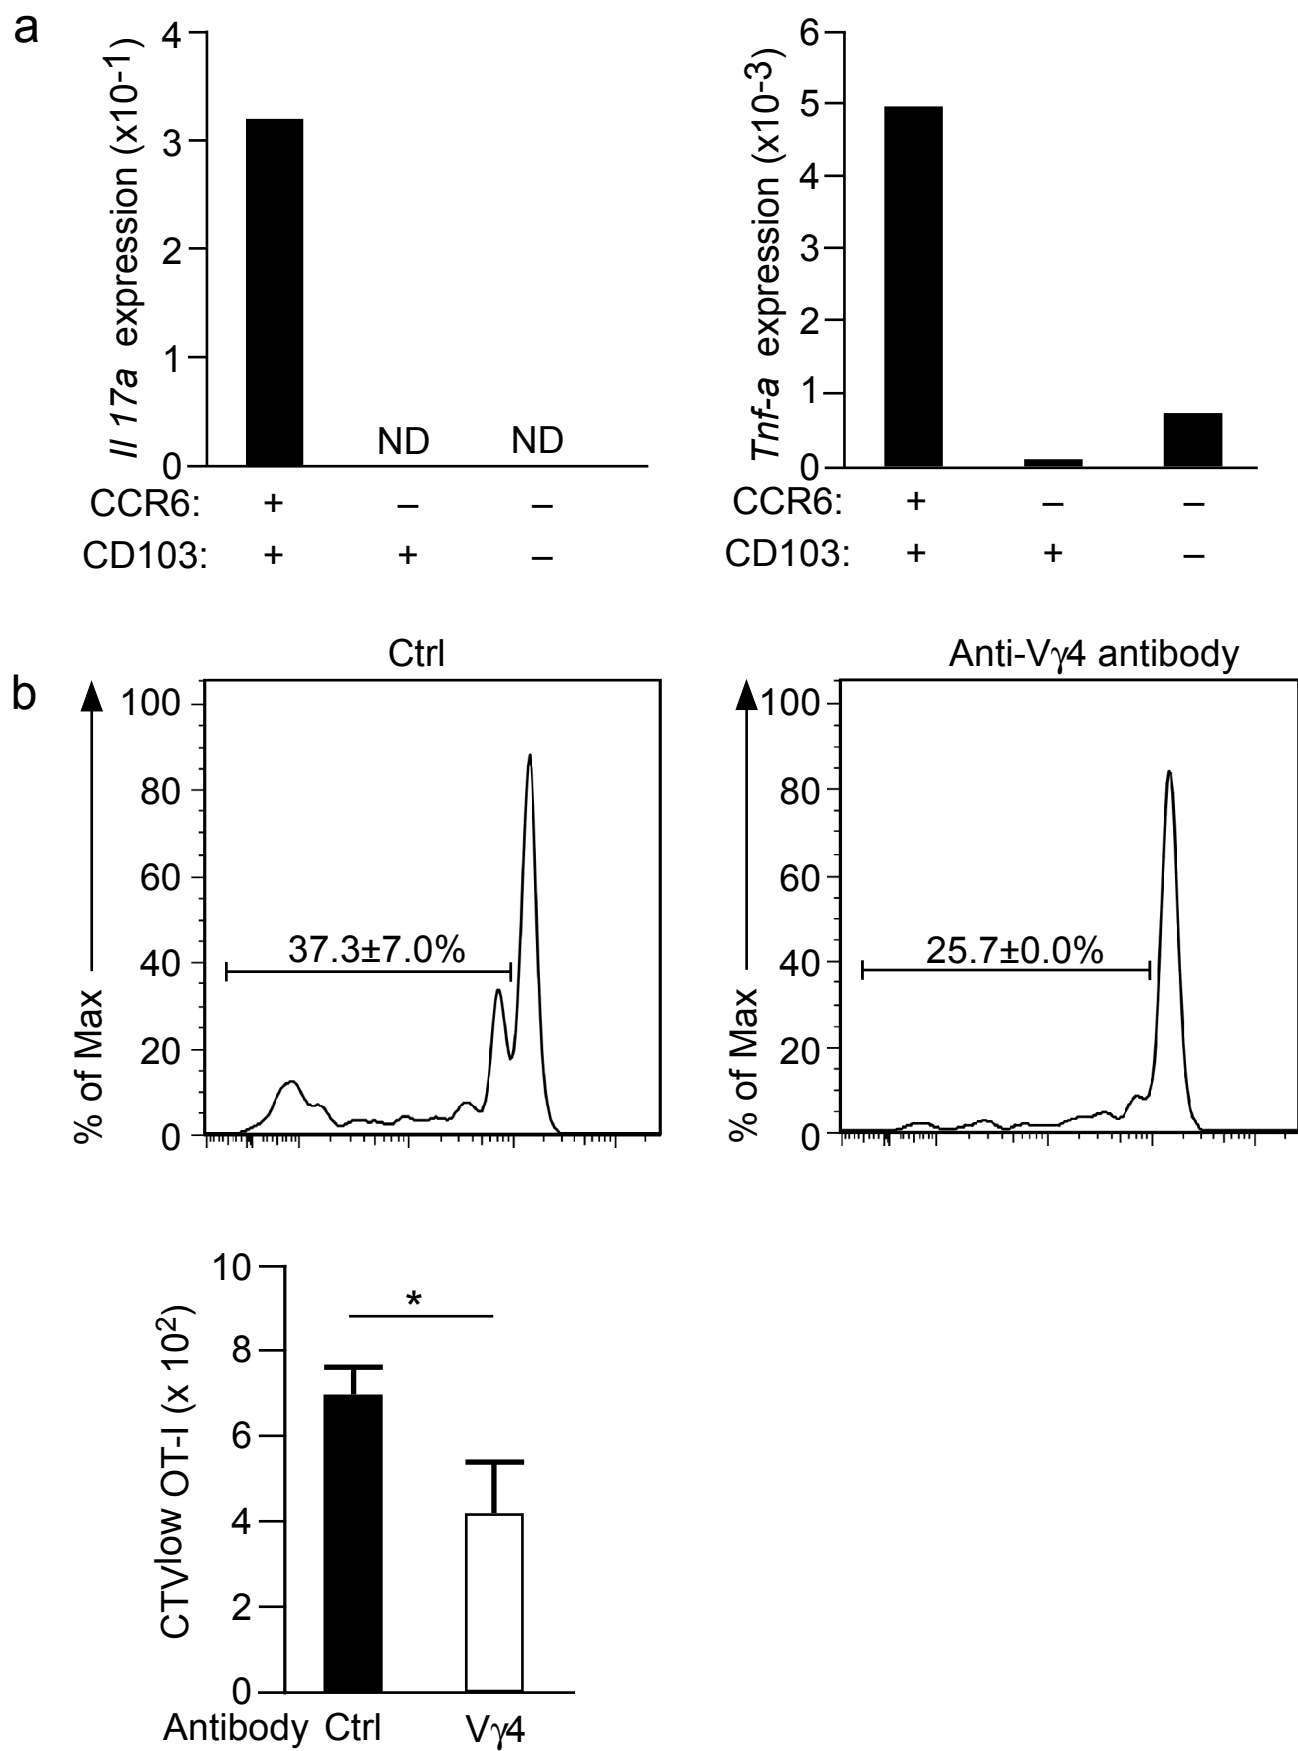 a
Il 17a expression (x10-1)
4
3
2
1
0
ND ND
CCR6: + – –
CD103: + + –
Tnf-a expression (x10-3)
6
5
4
3
2
1
0
CCR6: + – –
CD103: + + –
b
Ctrl
% of Max
100
80
60
40
20
0
37.3±7.0%
Anti-Vγ4 antibody
% of Max
100
80
60
40
20
0
25.7±0.0%
CTVlow OT-I (x 102)
10
8
6
4
2
0
*
Antibody Ctrl Vγ4